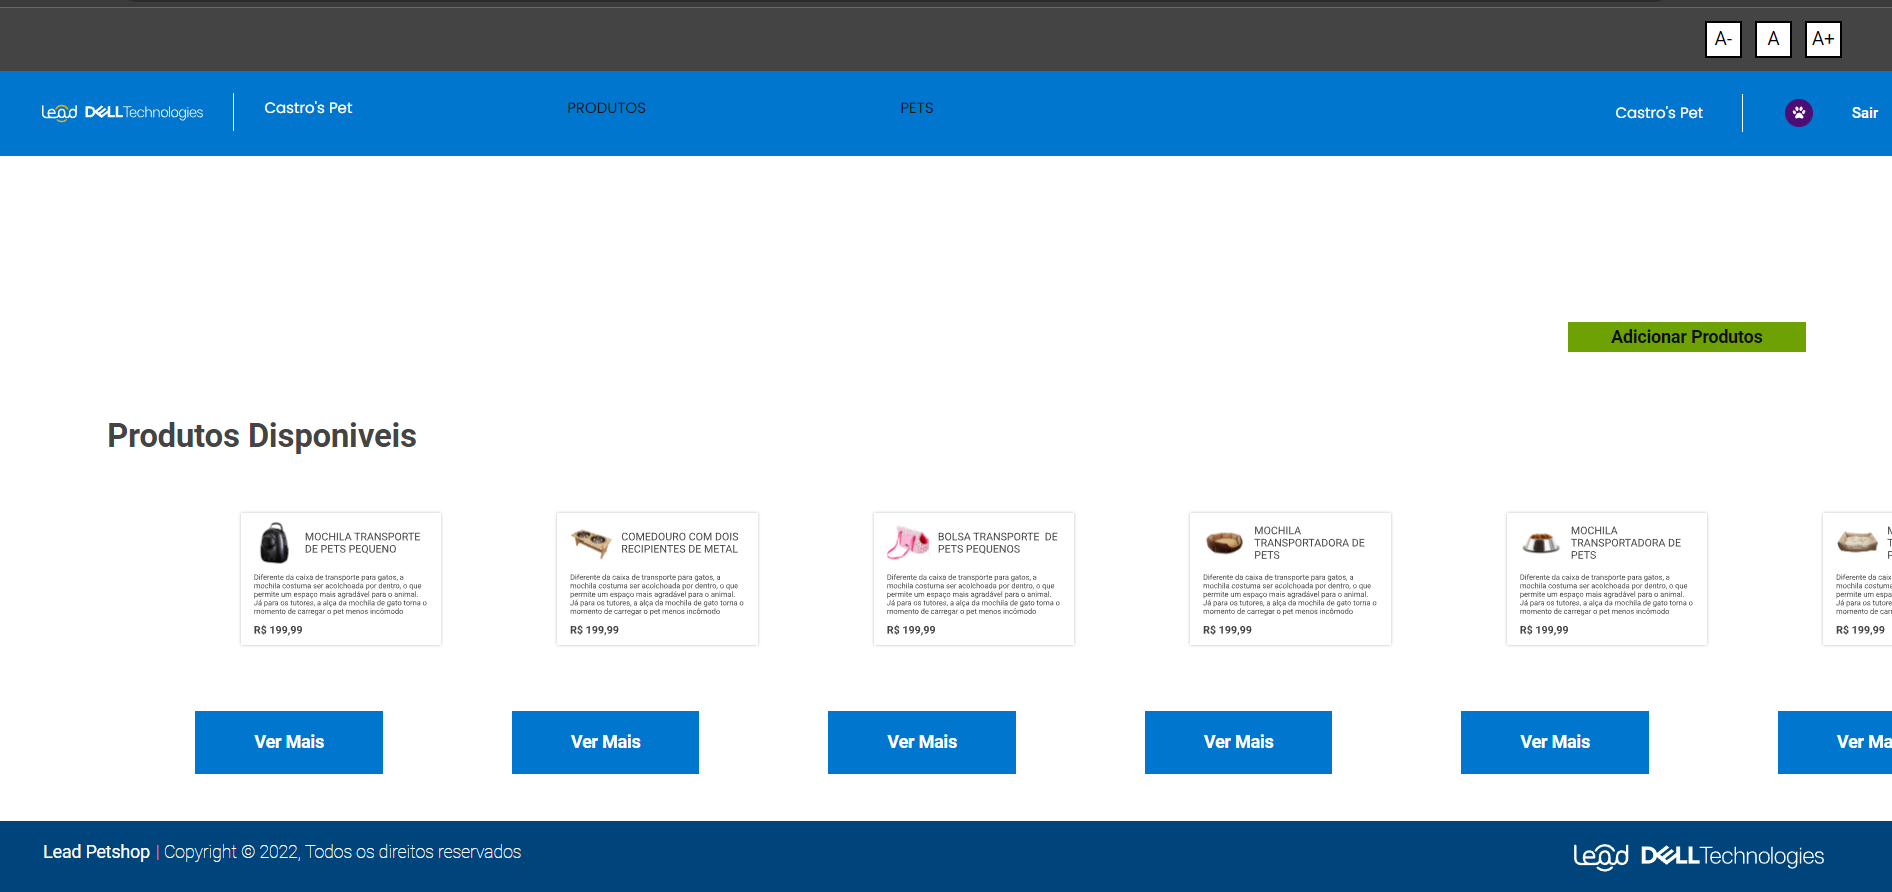 A- A A+
Lead DELLTechnologies Castro's Pet PRODUTOS PETS Castro's Pet Sair
Adicionar Produtos
Produtos Disponiveis
MOCHILA TRANSPORTE
DE PETS PEQUENO
Diferente da caixa de transporte para gatos, a
mochila costuma ser acolchoada por dentro, o que
permite um espaço mais agradável para o animal.
Já para os tutores, a alça da mochila de gato torna o
momento de carregar o pet menos incômodo
R$ 199,99
COMEDOURO COM DOIS
RECIPIENTES DE METAL
Diferente da caixa de transporte para gatos, a
mochila costuma ser acolchoada por dentro, o que
permite um espaço mais agradável para o animal.
Já para os tutores, a alça da mochila de gato torna o
momento de carregar o pet menos incômodo
R$ 199,99
BOLSA TRANSPORTE DE
PETS PEQUENOS
Diferente da caixa de transporte para gatos, a
mochila costuma ser acolchoada por dentro, o que
permite um espaço mais agradável para o animal.
Já para os tutores, a alça da mochila de gato torna o
momento de carregar o pet menos incômodo
R$ 199,99
MOCHILA
TRANSPORTADORA DE
PETS
Diferente da caixa de transporte para gatos, a
mochila costuma ser acolchoada por dentro, o que
permite um espaço mais agradável para o animal.
Já para os tutores, a alça da mochila de gato torna o
momento de carregar o pet menos incômodo
R$ 199,99
MOCHILA
TRANSPORTADORA DE
PETS
Diferente da caixa de transporte para gatos, a
mochila costuma ser acolchoada por dentro, o que
permite um espaço mais agradável para o animal.
Já para os tutores, a alça da mochila de gato torna o
momento de carregar o pet menos incômodo
R$ 199,99
Diferente da caix
mochila costuma
permite um espa
Já para os tutores
momento de carr
R$ 199,99
Ver Mais Ver Mais Ver Mais Ver Mais Ver Mais Ver Ma
Lead Petshop | Copyright © 2022, Todos os direitos reservados Lead DELLTechnologies